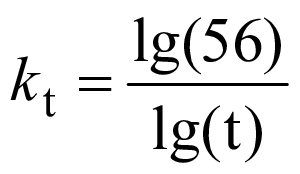 k_t = lg(56) / lg(t)